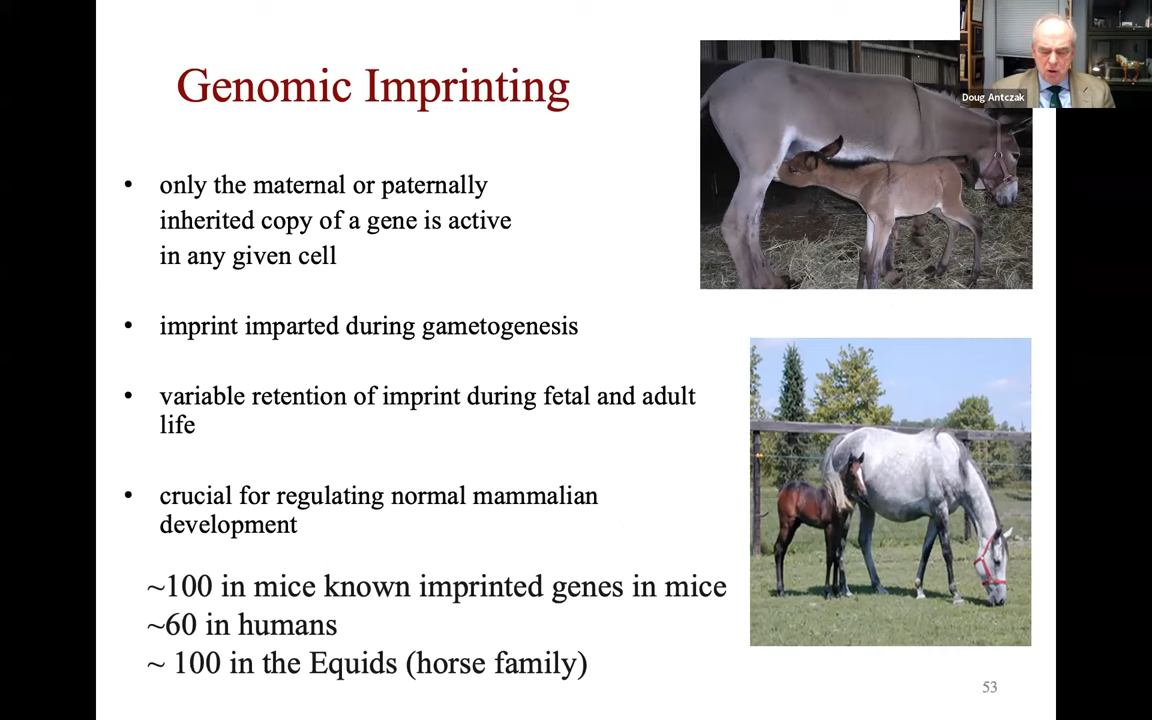 Genomic Imprinting
Doug Antczak
• only the maternal or paternally
inherited copy of a gene is active
in any given cell
• imprint imparted during gametogenesis
• variable retention of imprint during fetal and adult
life
• crucial for regulating normal mammalian
development
~100 in mice known imprinted genes in mice
~60 in humans
~ 100 in the Equids (horse family)
53